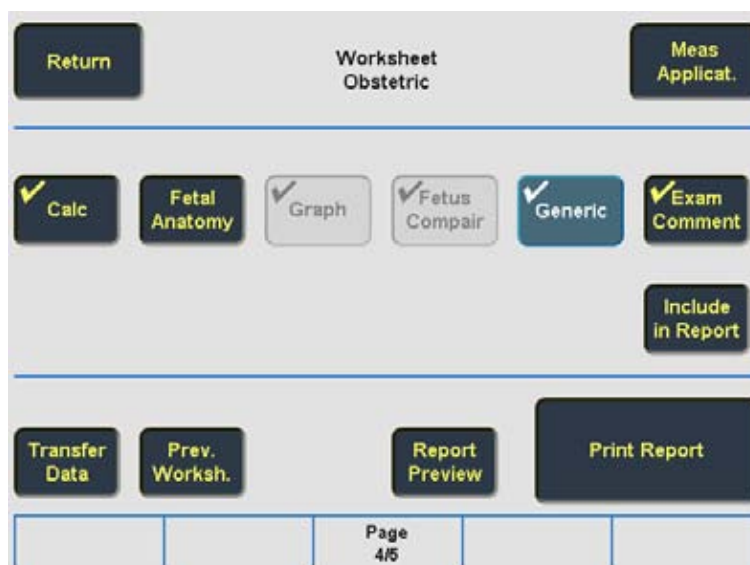 Return
Worksheet
Obstetric
Meas
Applicat.
Calc
Fetal
Anatomy
Graph
Fetus
Compair
Generic
Exam
Comment
Include
in Report
Transfer
Data
Prev.
Worksh.
Report
Preview
Print Report
Page
4/5